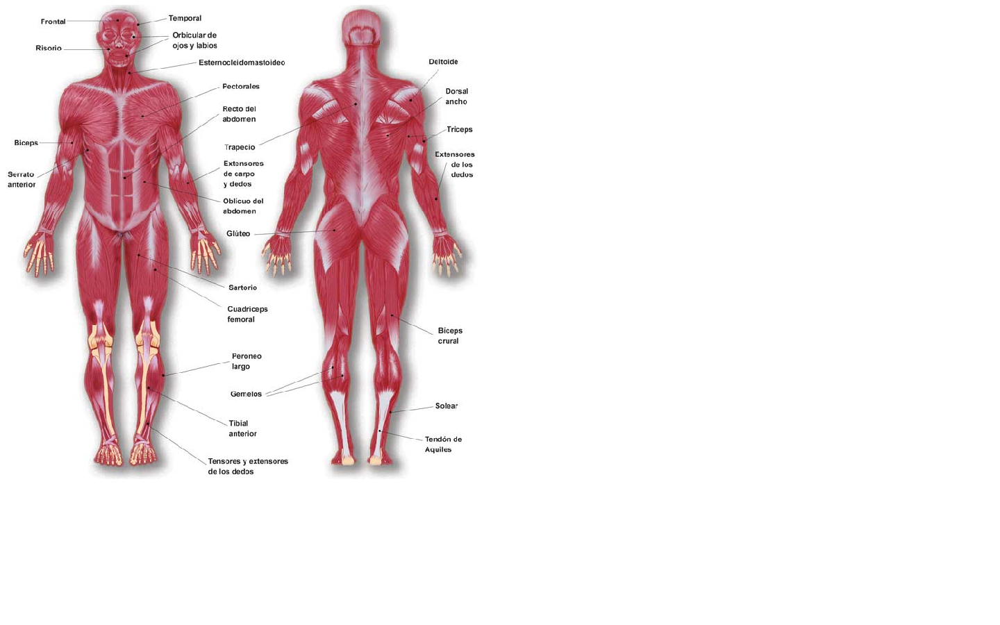 Frontal
Temporal
Orbicular de
ojos y labios
Risorio
Esternocleidomastoideo
Pectorales
Recto del
abdomen
Biceps
Serrato
anterior
Trapecio
Extensores
de carpo
y dedos
Oblicuo del
abdomen
Glúteo
Sartorio
Cuadriceps
femoral
Peroneo
largo
Gemelos
Tibial
anterior
Tensores y extensores
de los dedos
Deltoide
Dorsal
ancho
Triceps
Extensores
de los
dedos
Bíceps
crural
Solear
Tendón de
Aquiles